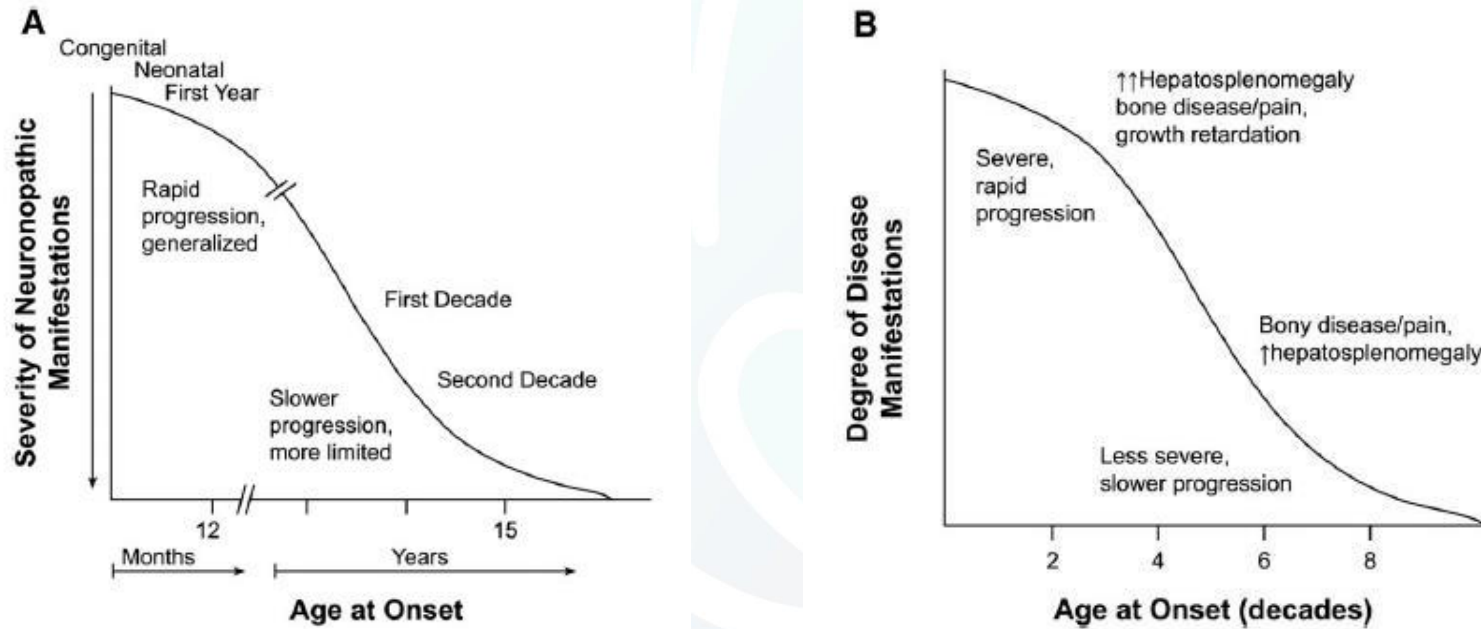 A
Congenital
Neonatal
First Year
Severity of Neuronopathic
Manifestations
Rapid
progression,
generalized
First Decade
Second Decade
Slower
progression,
more limited
12
15
Months
Years
Age at Onset
B
↑↑Hepatosplenomegaly
bone disease/pain,
growth retardation
Severe,
rapid
progression
Degree of Disease
Manifestations
Bony disease/pain,
↑hepatosplenomegaly
Less severe,
slower progression
2
4
6
8
Age at Onset (decades)